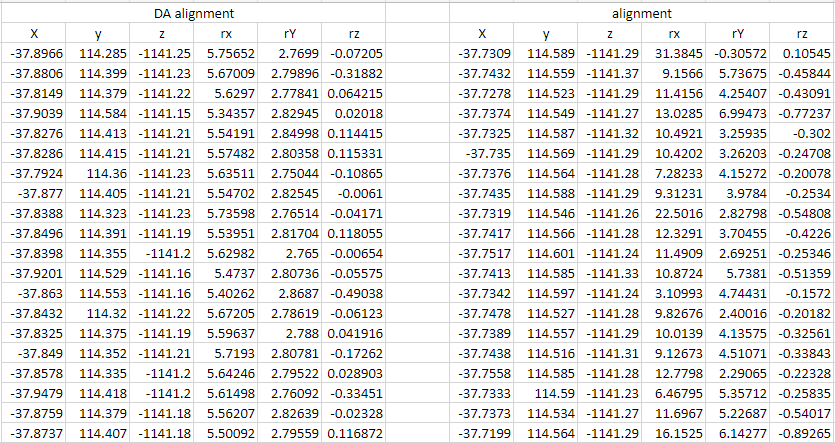 DA alignment alignment
X y z rx rY rz X y z rx rY rz
-37.8966 114.285 -1141.25 5.75652 2.7699 -0.07205 -37.7309 114.589 -1141.29 31.3845 -0.30572 0.10545
-37.8806 114.399 -1141.23 5.67009 2.79896 -0.31882 -37.7432 114.559 -1141.37 9.1566 5.73675 -0.45844
-37.8149 114.379 -1141.22 5.6297 2.77841 0.064215 -37.7278 114.523 -1141.29 11.4156 4.25407 -0.43091
-37.9039 114.584 -1141.15 5.34357 2.82945 0.02018 -37.7374 114.549 -1141.27 13.0285 6.99473 -0.77237
-37.8276 114.413 -1141.21 5.54191 2.84998 0.114415 -37.7325 114.587 -1141.32 10.4921 3.25935 -0.302
-37.8286 114.415 -1141.21 5.57482 2.80358 0.115331 -37.735 114.569 -1141.29 10.4202 3.26203 -0.24708
-37.7924 114.36 -1141.23 5.63511 2.75044 -0.10865 -37.7376 114.564 -1141.28 7.28233 4.15272 -0.20078
-37.877 114.405 -1141.21 5.54702 2.82545 -0.0061 -37.7435 114.588 -1141.29 9.31231 3.9784 -0.2534
-37.8388 114.323 -1141.23 5.73598 2.76514 -0.04171 -37.7319 114.546 -1141.26 22.5016 2.82798 -0.54808
-37.8496 114.391 -1141.19 5.53951 2.81704 0.118055 -37.7417 114.566 -1141.28 12.3291 3.70455 -0.4226
-37.8398 114.355 -1141.2 5.62982 2.765 -0.00654 -37.7517 114.601 -1141.24 11.4909 2.69251 -0.25346
-37.9201 114.529 -1141.16 5.4737 2.80736 -0.05575 -37.7413 114.585 -1141.33 10.8724 5.7381 -0.51359
-37.863 114.553 -1141.16 5.40262 2.8687 -0.49038 -37.7342 114.597 -1141.24 3.10993 4.74431 -0.1572
-37.8432 114.32 -1141.22 5.67205 2.78619 -0.06123 -37.7478 114.527 -1141.28 9.82676 2.40016 -0.20182
-37.8325 114.375 -1141.19 5.59637 2.788 0.041916 -37.7389 114.557 -1141.29 10.0139 4.13575 -0.32561
-37.849 114.352 -1141.21 5.7193 2.80781 -0.17262 -37.7438 114.516 -1141.31 9.12673 4.51071 -0.33843
-37.8578 114.335 -1141.2 5.64246 2.79522 0.028903 -37.7558 114.585 -1141.28 12.7798 2.29065 -0.22328
-37.9479 114.418 -1141.2 5.61498 2.76092 -0.33451 -37.7333 114.59 -1141.23 6.46795 5.35712 -0.25835
-37.8759 114.379 -1141.18 5.56207 2.82639 -0.02328 -37.7373 114.534 -1141.27 11.6967 5.22687 -0.54017
-37.8737 114.407 -1141.18 5.50092 2.79559 0.116872 -37.7199 114.564 -1141.29 16.1525 6.14277 -0.89265